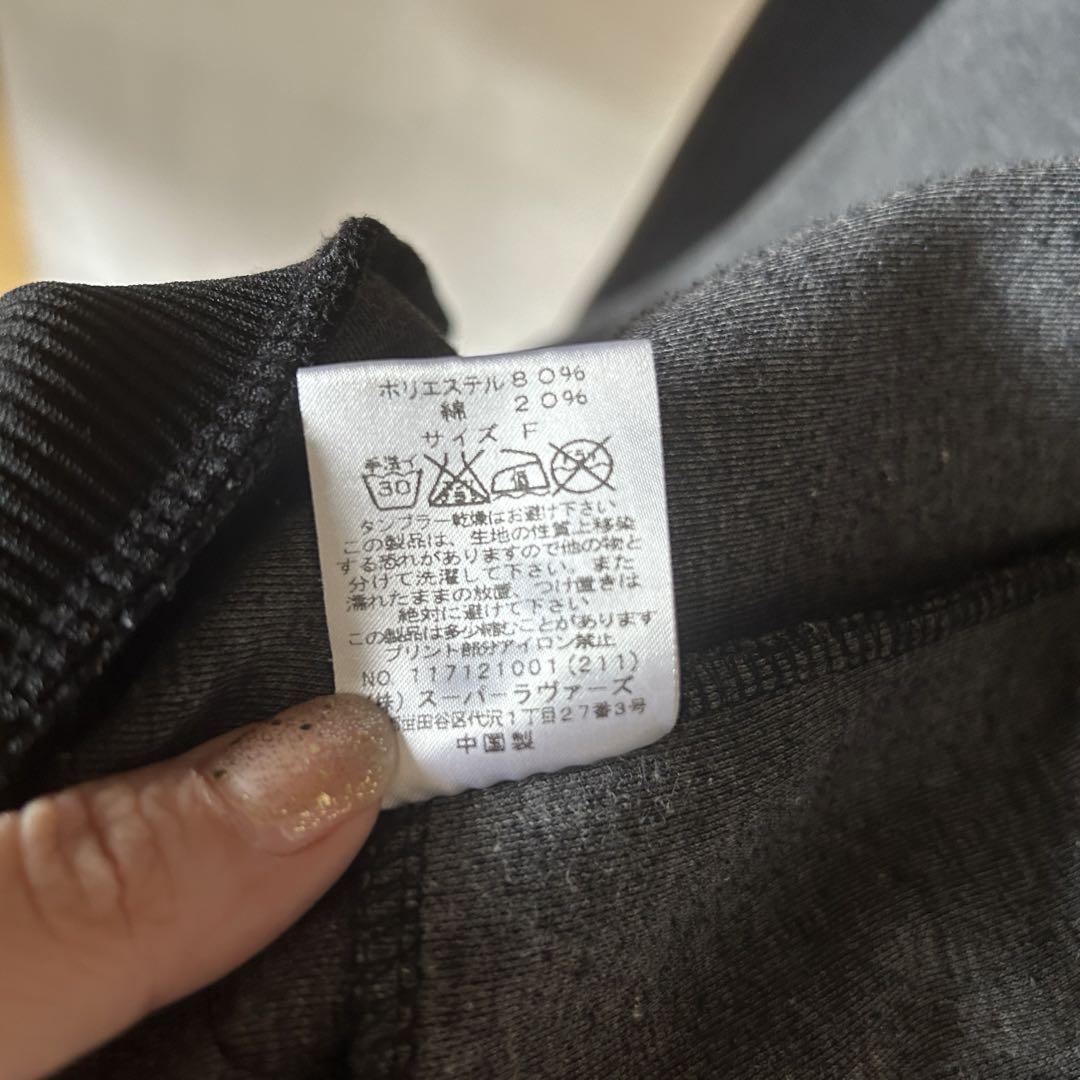 ポリエステル 80%
綿 20%
サイズ F
手洗イ
30 低
タンブラー乾燥はお避け下さい
この製品は、生地の性質上移染
する恐れがありますので他の物と
分けて洗濯して下さい。また
濡れたままの放置、つけ置きは
絶対に避けて下さい
この製品は多少縮むことがあります
プリント部分アイロン禁止
NO 117121001(211)
株)スーパーラヴァーズ
世田谷区代沢1丁目27番3号
中国製